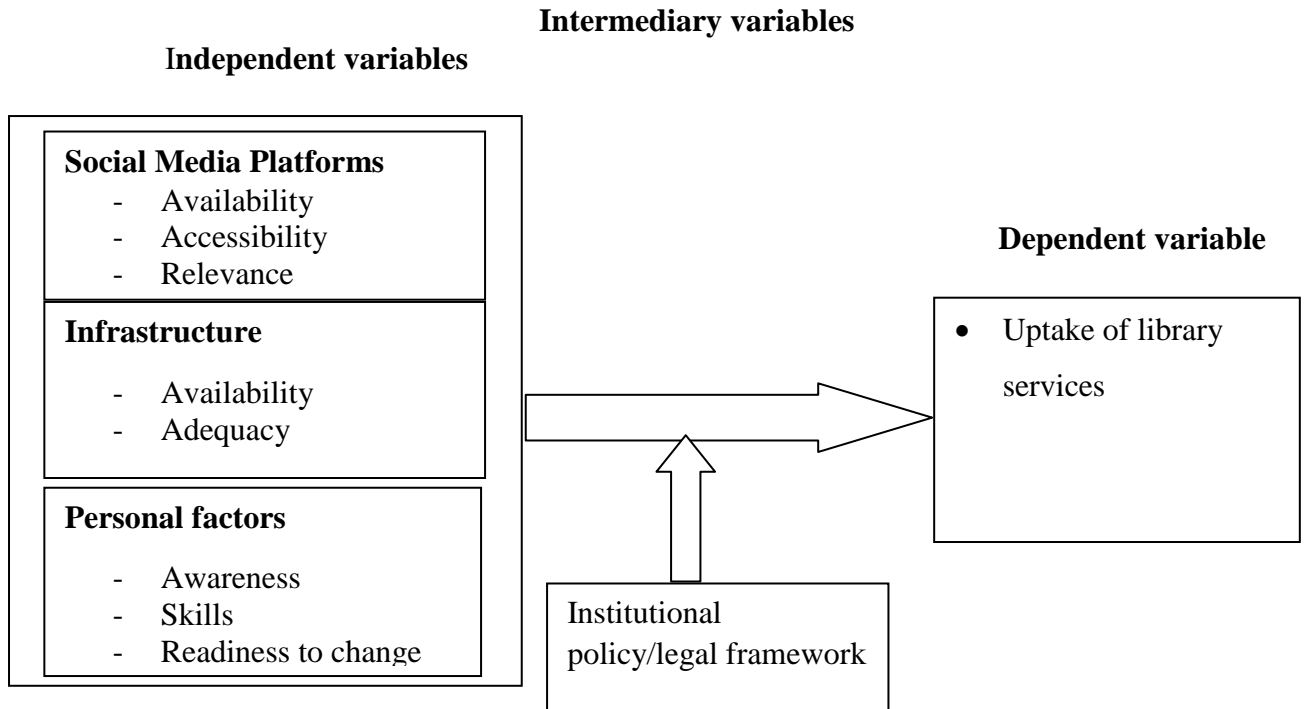 Intermediary variables
Independent variables
Social Media Platforms
- Availability
- Accessibility
- Relevance
Infrastructure
- Availability
- Adequacy
Personal factors
- Awareness
- Skills
- Readiness to change
Institutional
policy/legal framework
Dependent variable
• Uptake of library
services